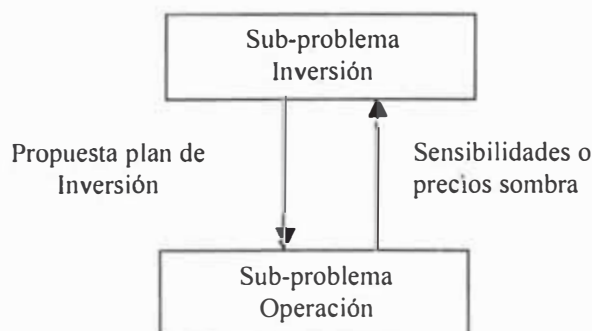 Sub-problema
Inversión
Propuesta plan de
Inversión
Sensibilidades o
precios sombra
Sub-problema
Operación